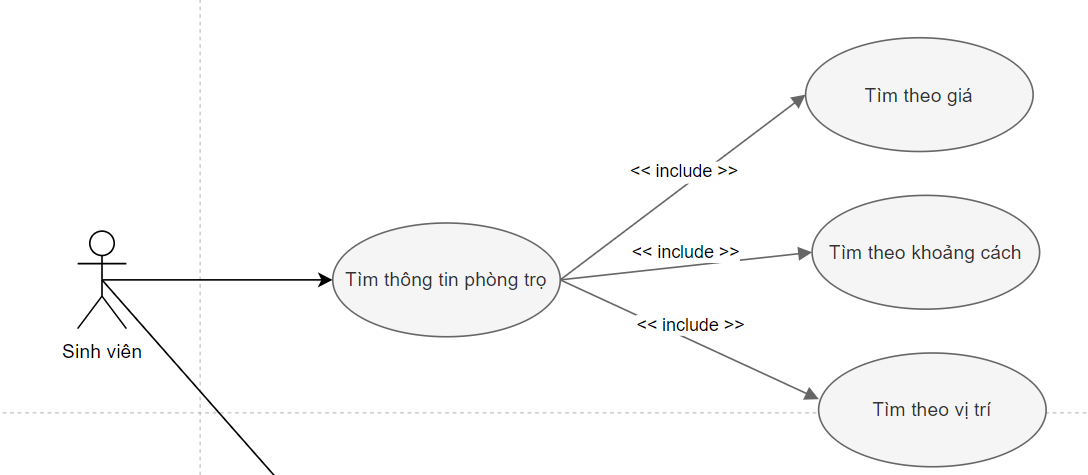 Tìm theo giá
<< include >>
<< include >>
Tìm theo khoảng cách
Tìm thông tin phòng trọ
<< include >>
Sinh viên
Tìm theo vị trí